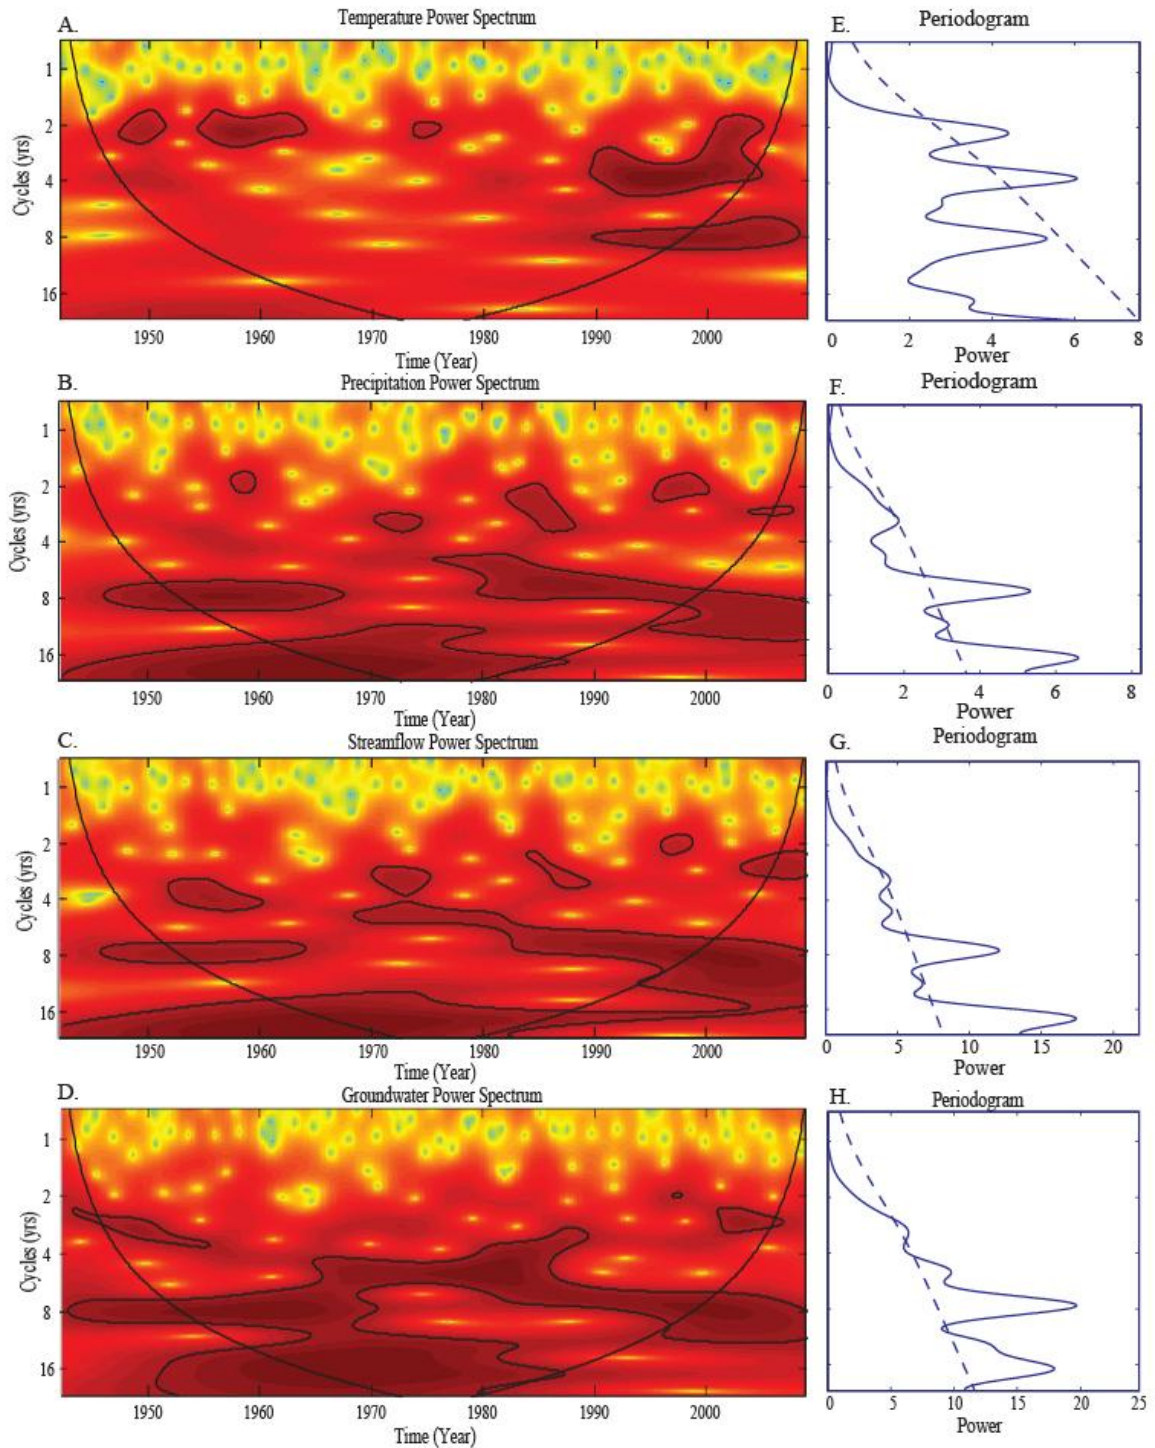 A. Temperature Power Spectrum
E. Periodogram
Cycles (yrs)
1
2
4
8
16
1950 1960 1970 1980 1990 2000
Time (Year)
0 2 4 6 8
Power
B. Precipitation Power Spectrum
F. Periodogram
Cycles (yrs)
1
2
4
8
16
1950 1960 1970 1980 1990 2000
Time (Year)
0 2 4 6 8
Power
C. Streamflow Power Spectrum
G. Periodogram
Cycles (yrs)
1
2
4
8
16
1950 1960 1970 1980 1990 2000
Time (Year)
0 5 10 15 20
Power
D. Groundwater Power Spectrum
H. Periodogram
Cycles (yrs)
1
2
4
8
16
1950 1960 1970 1980 1990 2000
Time (Year)
0 5 10 15 20 25
Power